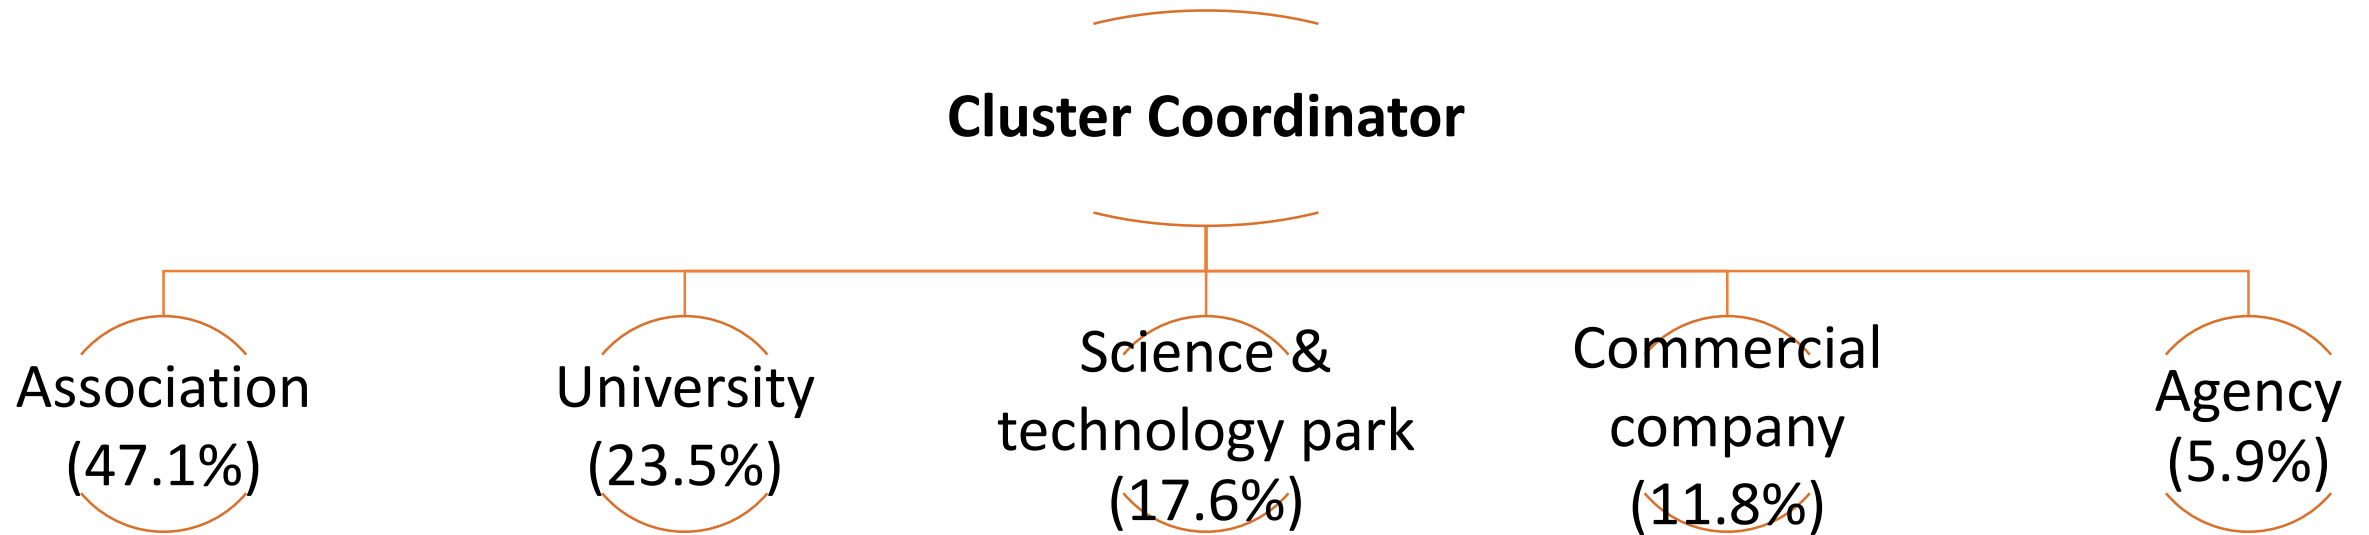 Cluster Coordinator
Association
(47.1%)
University
(23.5%)
Science &
technology park
(17.6%)
Commercial
company
(11.8%)
Agency
(5.9%)